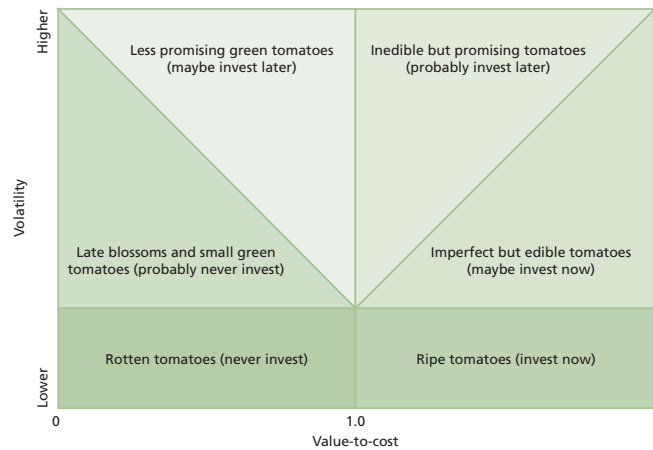 Higher
Less promising green tomatoes
(maybe invest later)
Inedible but promising tomatoes
(probably invest later)
Volatility
Late blossoms and small green
tomatoes (probably never invest)
Imperfect but edible tomatoes
(maybe invest now)
Rotten tomatoes (never invest)
Ripe tomatoes (invest now)
Lower
0
1.0
Value-to-cost